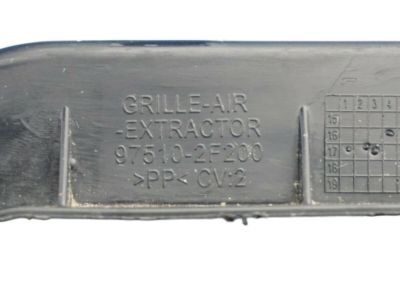 GRILLE-AIR
-EXTRACTOR
97510-2F200
>PP< CV:2
1 2 3 4
15
16
17
18
19